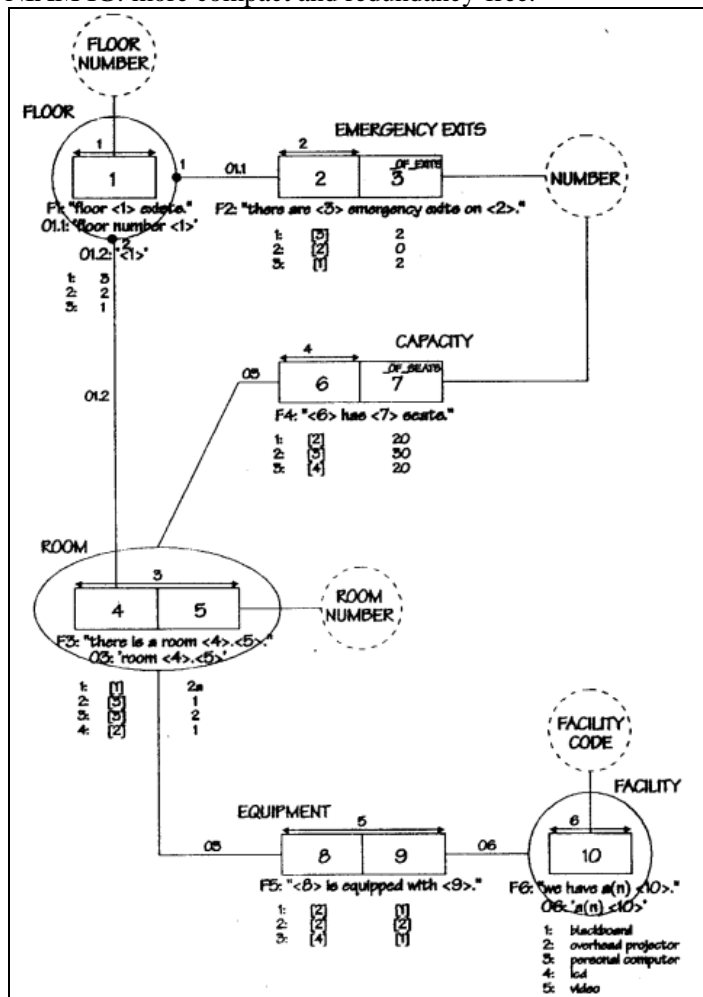 NIAM IG: more compact and redundancy-free.
FLOOR
NUMBER
FLOOR
1
1
F1: "floor <1> exists."
O1.1: 'floor number <1>'
O1.2: '<1>'
1
2
1: 3
2: 2
3: 1
O1.1
EMERGENCY EXITS
2
2
_OF_EXITS
3
F2: "there are <3> emergency exits on <2>."
1: [3] 2
2: [2] 0
3: [1] 2
NUMBER
CAPACITY
O3
4
6
_OF_SEATS
7
F4: "<6> has <7> seats."
1: [2] 20
2: [3] 30
3: [4] 20
O1.2
ROOM
3
4
5
F3: "there is a room <4>.<5>."
O3: 'room <4>.<5>'
1: [1] 2a
2: [3] 1
3: [3] 2
4: [2] 1
ROOM
NUMBER
FACILITY
CODE
FACILITY
EQUIPMENT
O3
5
8
9
O6
F5: "<8> is equipped with <9>."
1: [2] [1]
2: [2] [2]
3: [4] [1]
6
10
F6: "we have a(n) <10>."
O6: 'a(n) <10>'
1: blackboard
2: overhead projector
3: personal computer
4: lcd
5: video